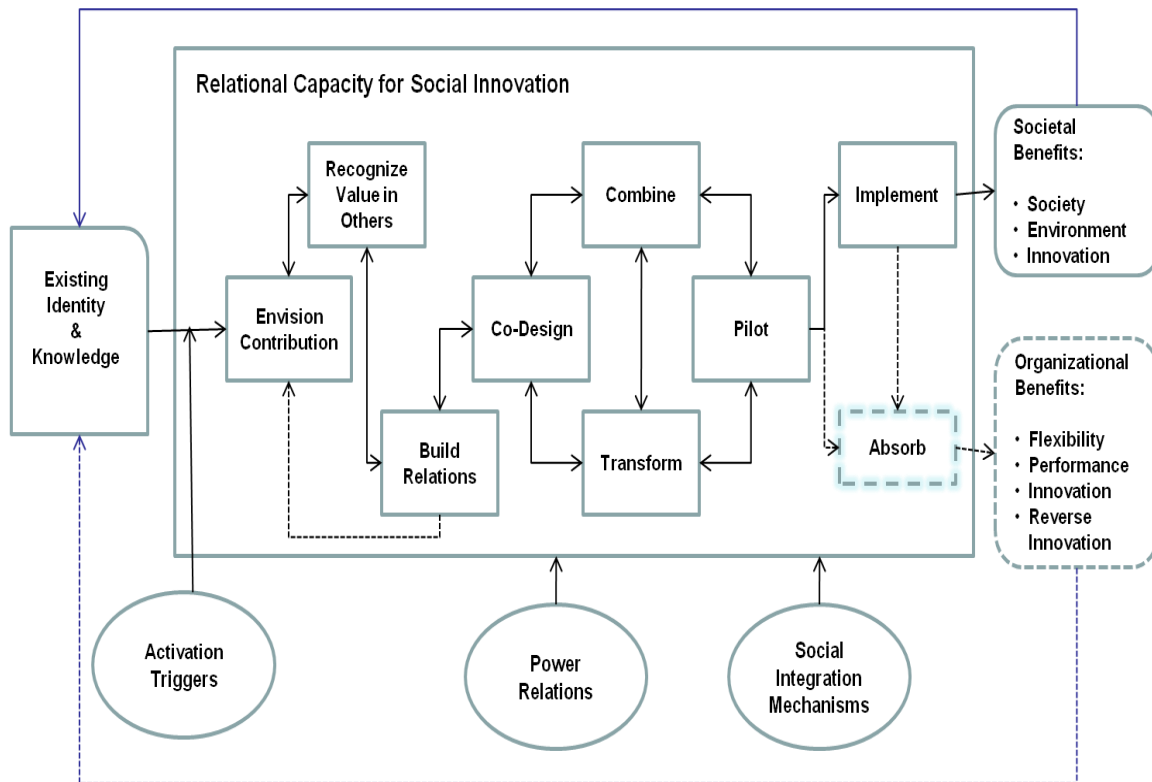 Relational Capacity for Social Innovation
Existing
Identity
&
Knowledge
Envision
Contribution
Recognize
Value in
Others
Build
Relations
Co-Design
Combine
Transform
Pilot
Implement
Absorb
Societal
Benefits:
• Society
• Environment
• Innovation
Organizational
Benefits:
• Flexibility
• Performance
• Innovation
• Reverse
Innovation
Activation
Triggers
Power
Relations
Social
Integration
Mechanisms